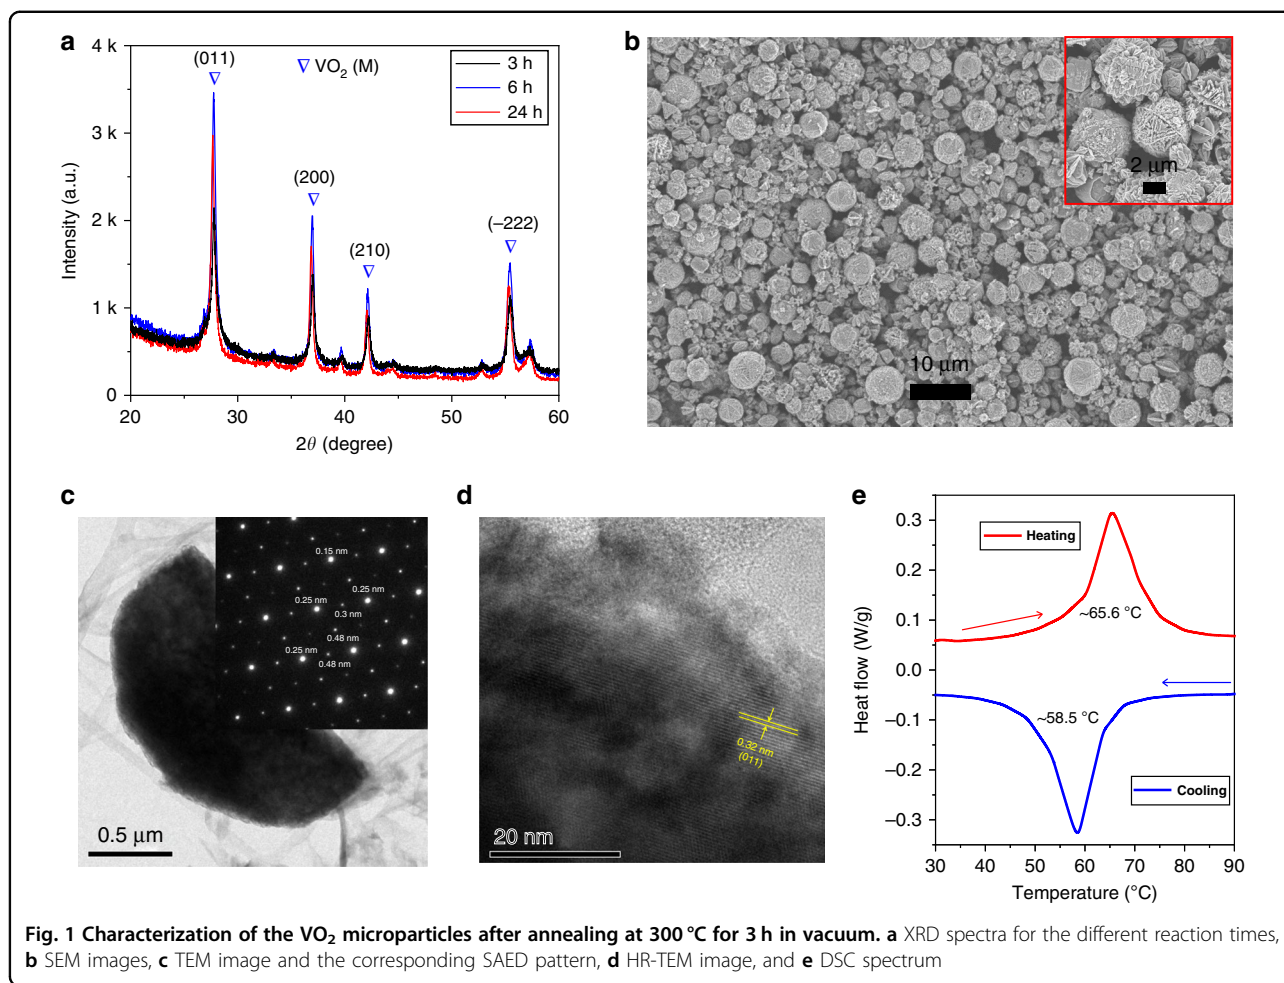 a
4 k
3 k
2 k
1 k
0
Intensity (a.u.)
20
30
40
50
60
2θ (degree)
(011)
(200)
(210)
(−222)
VO2 (M)
3 h
6 h
24 h
b
2 μm
10 μm
c
0.15 nm
0.25 nm
0.25 nm
0.3 nm
0.48 nm
0.25 nm
0.48 nm
0.5 μm
d
0.32 nm
(011)
20 nm
e
0.3
0.2
0.1
0.0
−0.1
−0.2
−0.3
Heat flow (W/g)
Heating
~65.6 °C
~58.5 °C
Cooling
30
40
50
60
70
80
90
Temperature (°C)
Fig. 1 Characterization of the VO2 microparticles after annealing at 300 °C for 3 h in vacuum. a XRD spectra for the different reaction times,
b SEM images, c TEM image and the corresponding SAED pattern, d HR-TEM image, and e DSC spectrum